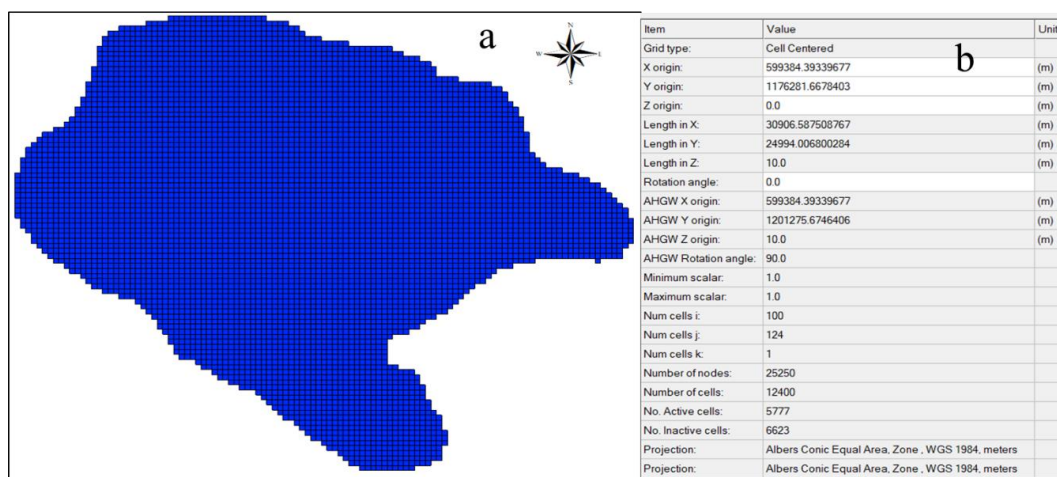 a
N
W E
S
b
Item Value Unit
Grid type: Cell Centered
X origin: 599384.39339677 (m)
Y origin: 1176281.6678403 (m)
Z origin: 0.0 (m)
Length in X: 30906.587508767 (m)
Length in Y: 24994.006800284 (m)
Length in Z: 10.0 (m)
Rotation angle: 0.0
AHGW X origin: 599384.39339677 (m)
AHGW Y origin: 1201275.6746406 (m)
AHGW Z origin: 10.0 (m)
AHGW Rotation angle: 90.0
Minimum scalar: 1.0
Maximum scalar: 1.0
Num cells i: 100
Num cells j: 124
Num cells k: 1
Number of nodes: 25250
Number of cells: 12400
No. Active cells: 5777
No. Inactive cells: 6623
Projection: Albers Conic Equal Area, Zone , WGS 1984, meters
Projection: Albers Conic Equal Area, Zone , WGS 1984, meters